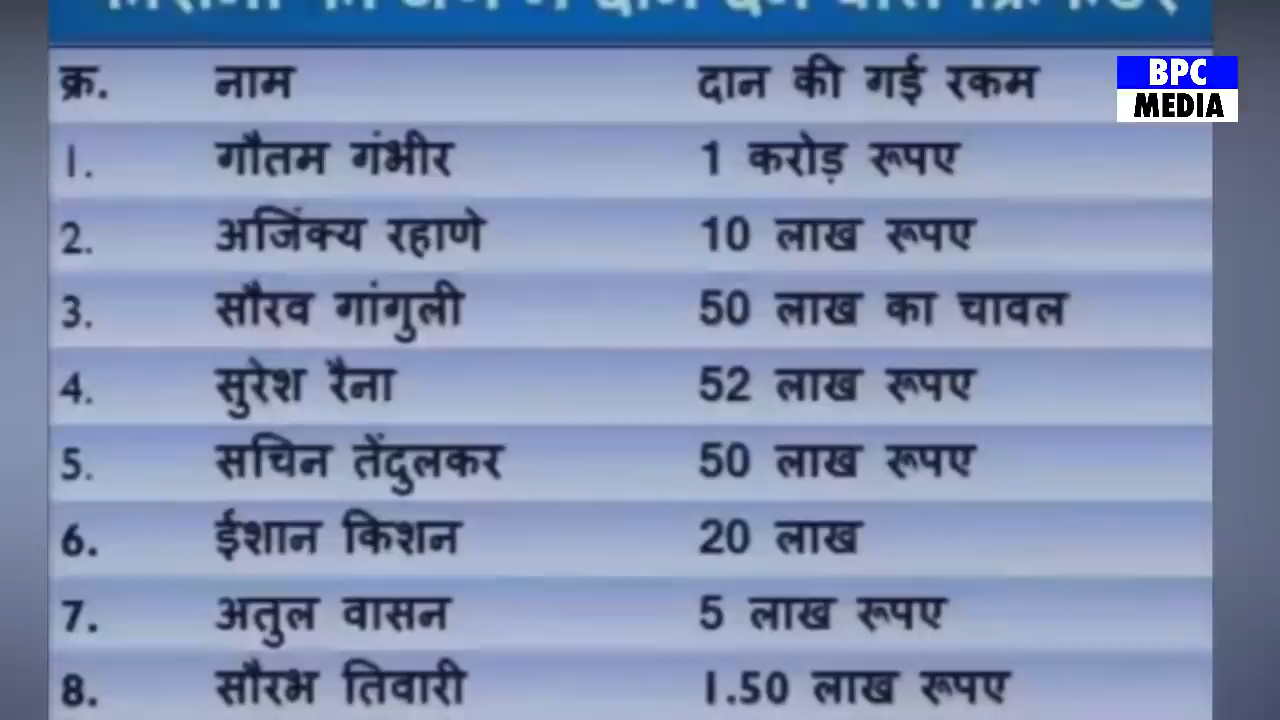 क्र. नाम दान की गई रकम
BPC
MEDIA
1. गौतम गंभीर 1 करोड़ रूपए
2. अजिंक्य रहाणे 10 लाख रूपए
3. सौरव गांगुली 50 लाख का चावल
4. सुरेश रैना 52 लाख रूपए
5. सचिन तेंदुलकर 50 लाख रूपए
6. ईशान किशन 20 लाख
7. अतुल वासन 5 लाख रूपए
8. सौरभ तिवारी 1.50 लाख रूपए